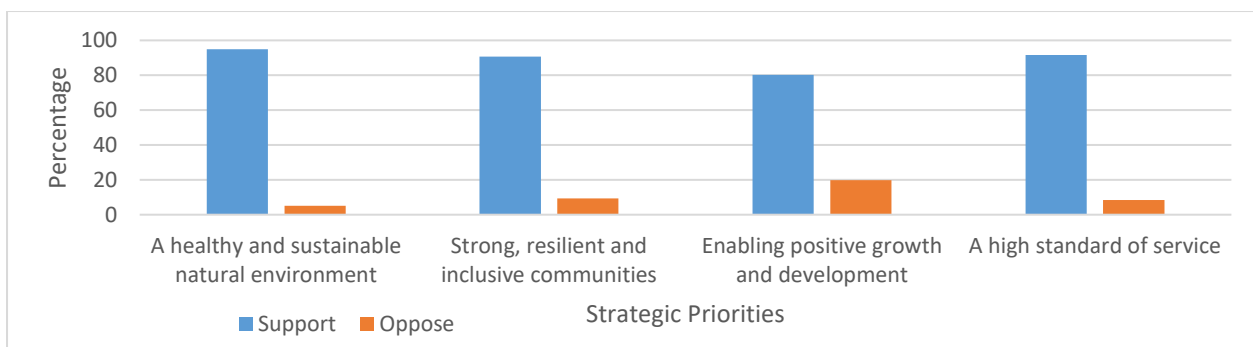 100
80
60
40
20
0
Percentage
A healthy and sustainable
natural environment
Strong, resilient and
inclusive communities
Enabling positive growth
and development
A high standard of service
Strategic Priorities
Support
Oppose